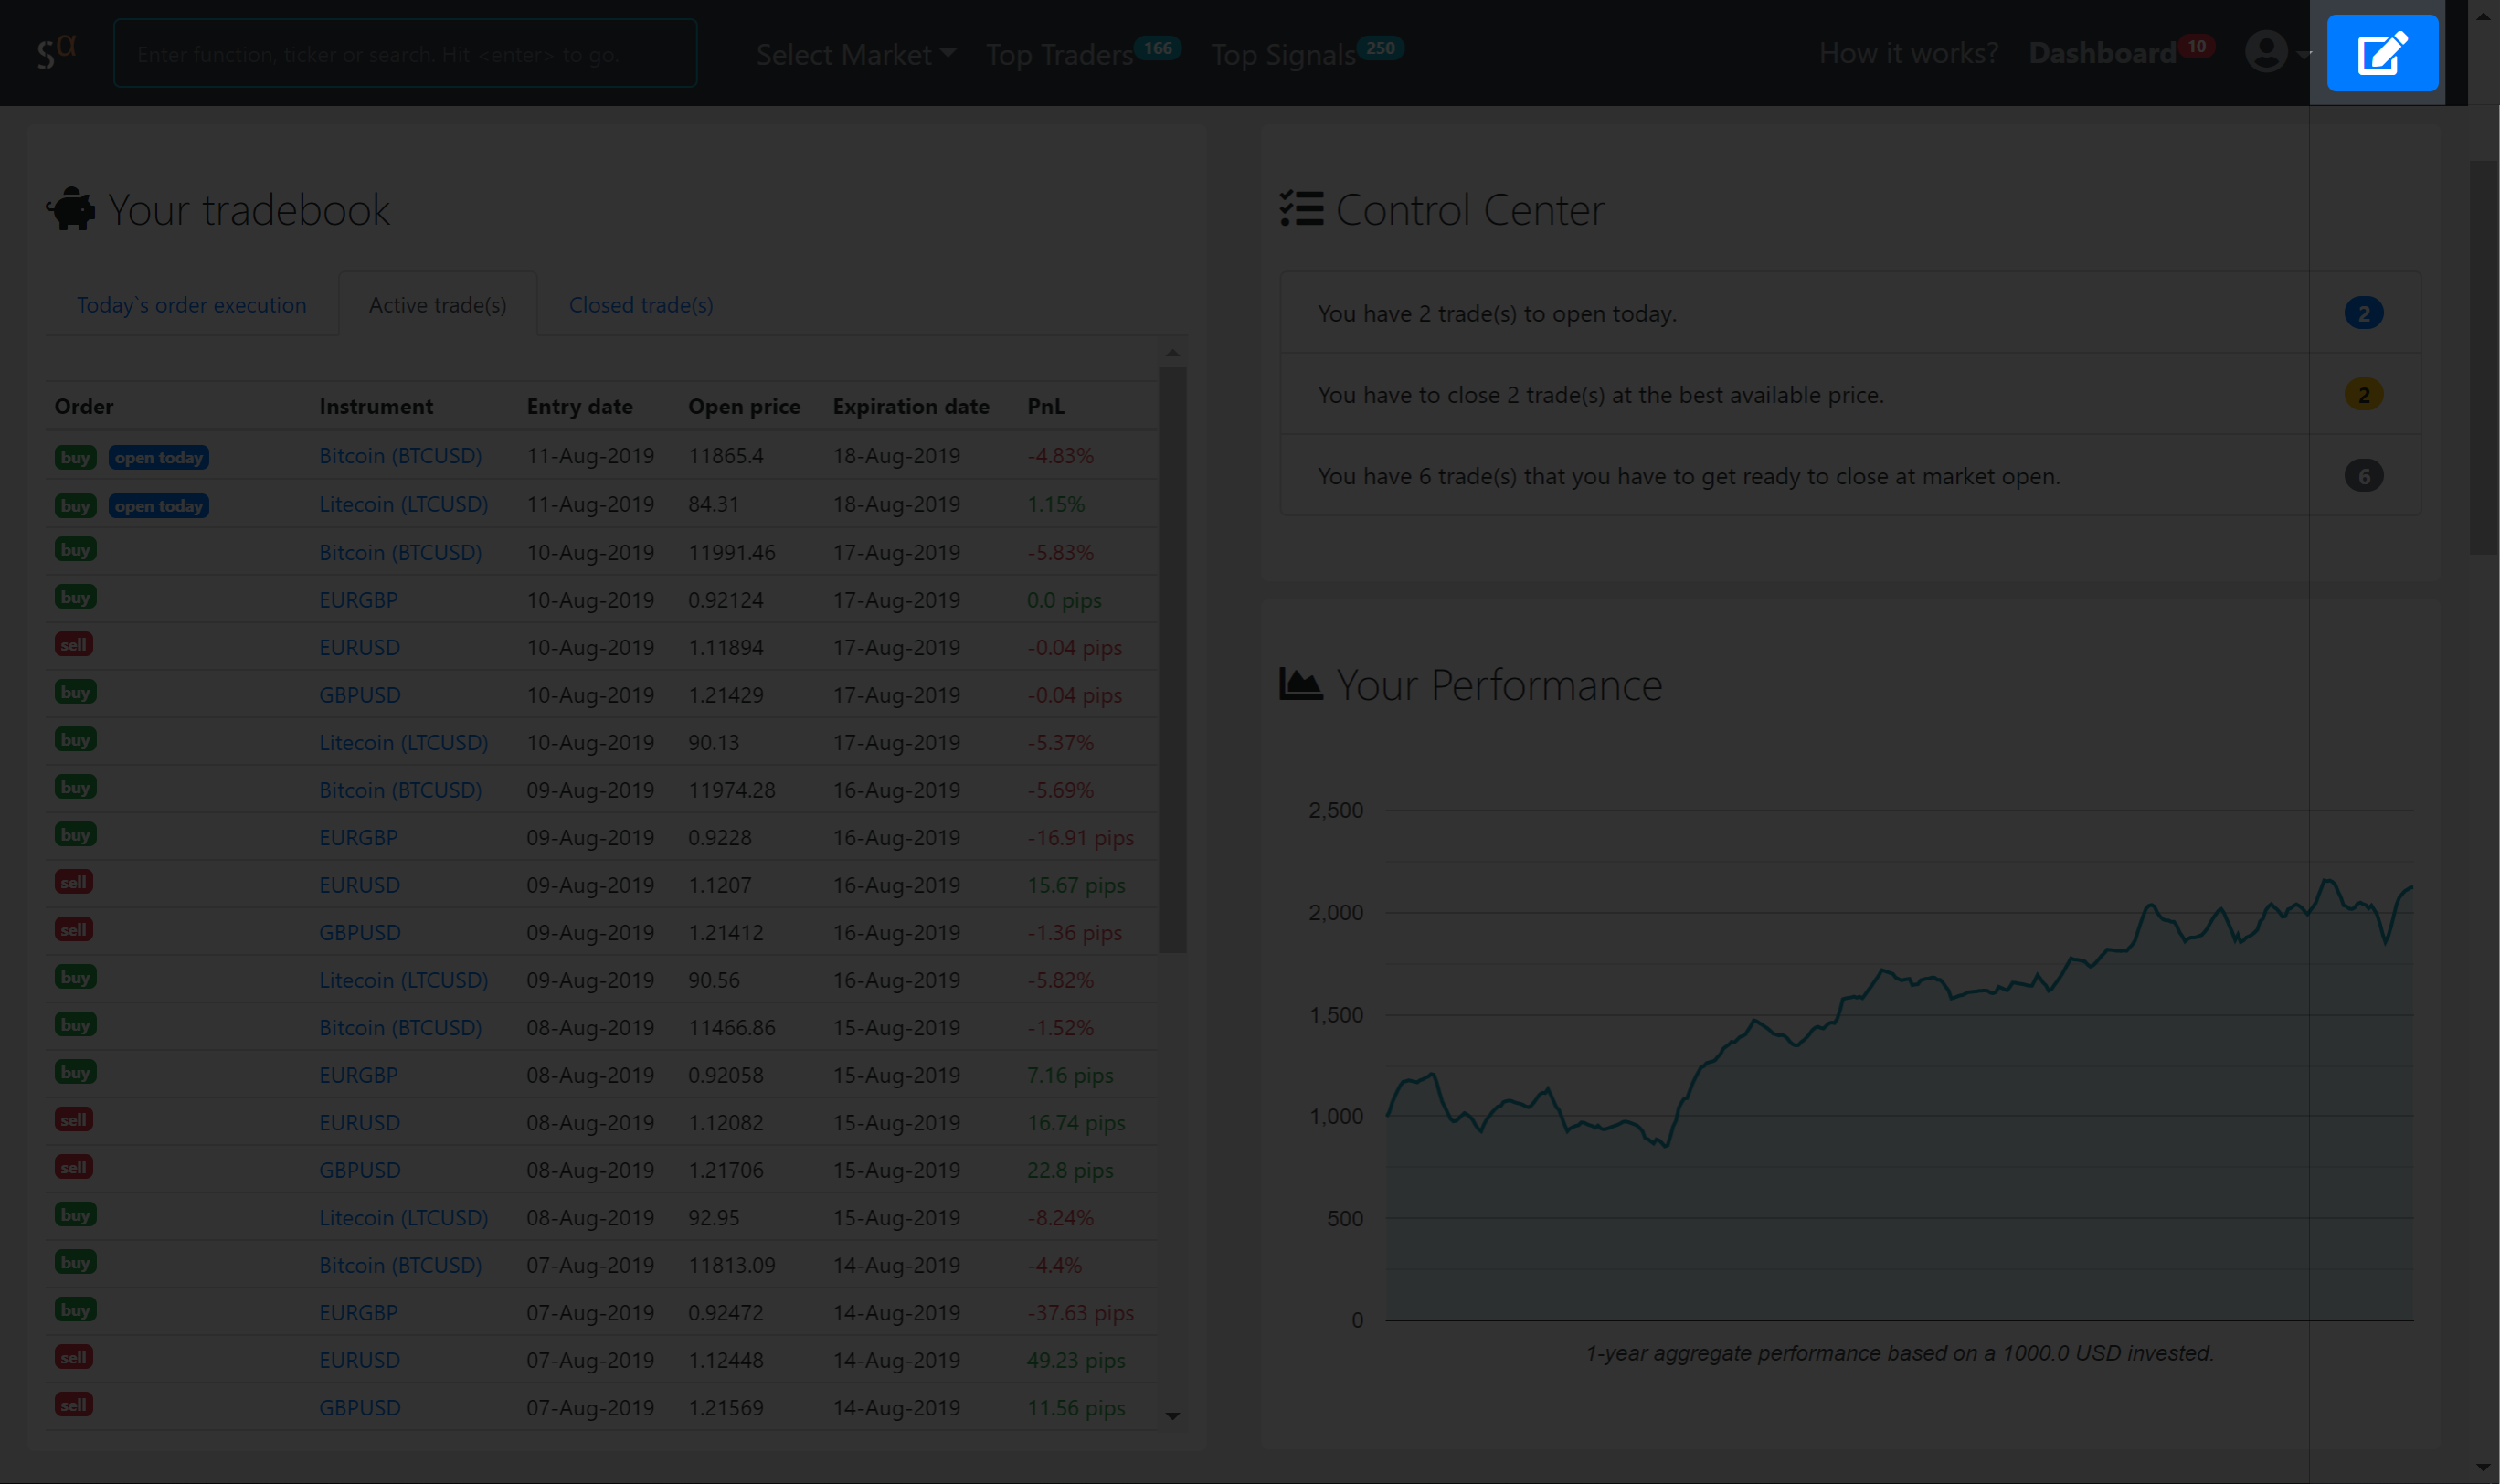 sα Enter function, ticker or search. Hit <enter> to go. Select Market Top Traders 166 Top Signals 250 How it works? Dashboard 10
Your tradebook
Today`s order execution Active trade(s) Closed trade(s)
Order Instrument Entry date Open price Expiration date PnL
buy open today Bitcoin (BTCUSD) 11-Aug-2019 11865.4 18-Aug-2019 -4.83%
buy open today Litecoin (LTCUSD) 11-Aug-2019 84.31 18-Aug-2019 1.15%
buy Bitcoin (BTCUSD) 10-Aug-2019 11991.46 17-Aug-2019 -5.83%
buy EURGBP 10-Aug-2019 0.92124 17-Aug-2019 0.0 pips
sell EURUSD 10-Aug-2019 1.11894 17-Aug-2019 -0.04 pips
buy GBPUSD 10-Aug-2019 1.21429 17-Aug-2019 -0.04 pips
buy Litecoin (LTCUSD) 10-Aug-2019 90.13 17-Aug-2019 -5.37%
buy Bitcoin (BTCUSD) 09-Aug-2019 11974.28 16-Aug-2019 -5.69%
buy EURGBP 09-Aug-2019 0.9228 16-Aug-2019 -16.91 pips
sell EURUSD 09-Aug-2019 1.1207 16-Aug-2019 15.67 pips
sell GBPUSD 09-Aug-2019 1.21412 16-Aug-2019 -1.36 pips
buy Litecoin (LTCUSD) 09-Aug-2019 90.56 16-Aug-2019 -5.82%
buy Bitcoin (BTCUSD) 08-Aug-2019 11466.86 15-Aug-2019 -1.52%
buy EURGBP 08-Aug-2019 0.92058 15-Aug-2019 7.16 pips
sell EURUSD 08-Aug-2019 1.12082 15-Aug-2019 16.74 pips
sell GBPUSD 08-Aug-2019 1.21706 15-Aug-2019 22.8 pips
buy Litecoin (LTCUSD) 08-Aug-2019 92.95 15-Aug-2019 -8.24%
buy Bitcoin (BTCUSD) 07-Aug-2019 11813.09 14-Aug-2019 -4.4%
buy EURGBP 07-Aug-2019 0.92472 14-Aug-2019 -37.63 pips
sell EURUSD 07-Aug-2019 1.12448 14-Aug-2019 49.23 pips
sell GBPUSD 07-Aug-2019 1.21569 14-Aug-2019 11.56 pips
Control Center
You have 2 trade(s) to open today. 2
You have to close 2 trade(s) at the best available price. 2
You have 6 trade(s) that you have to get ready to close at market open. 6
Your Performance
2,500
2,000
1,500
1,000
500
0
1-year aggregate performance based on a 1000.0 USD invested.